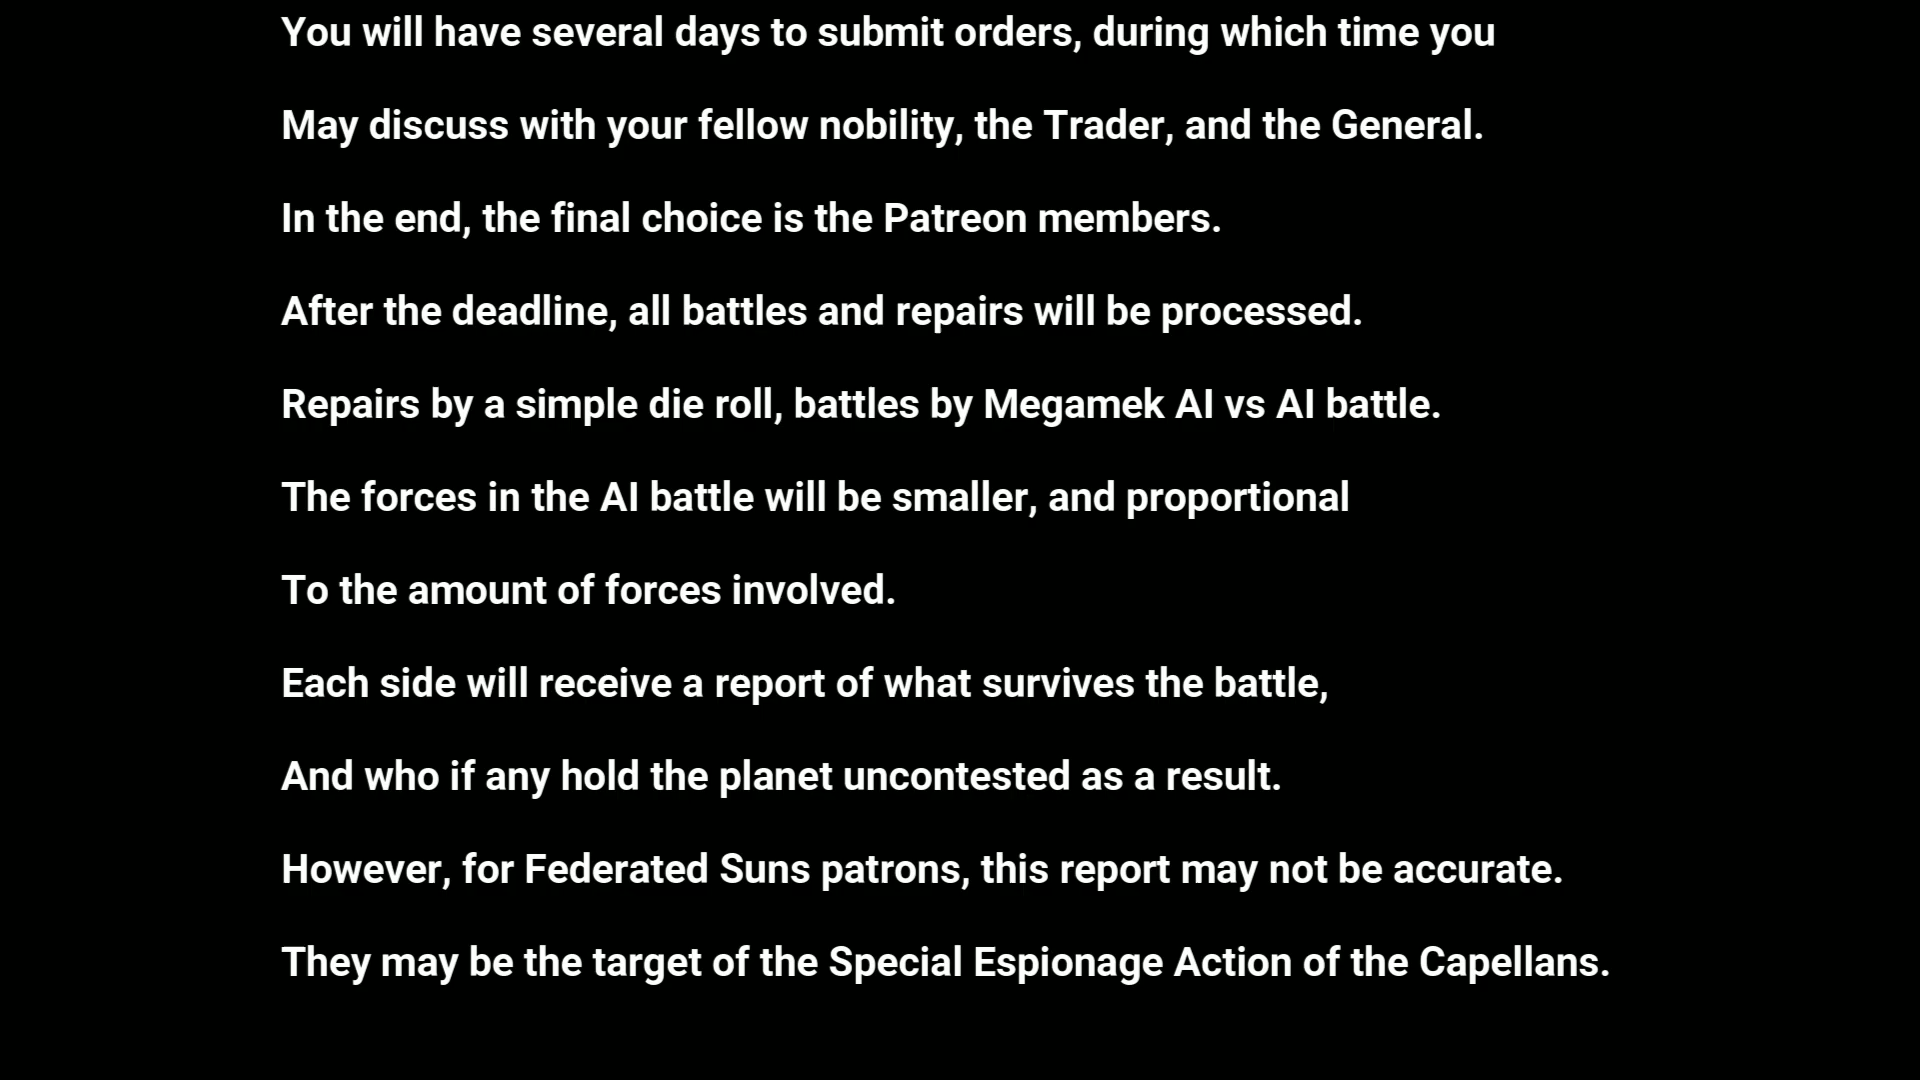 You will have several days to submit orders, during which time you
May discuss with your fellow nobility, the Trader, and the General.
In the end, the final choice is the Patreon members.
After the deadline, all battles and repairs will be processed.
Repairs by a simple die roll, battles by Megamek AI vs AI battle.
The forces in the AI battle will be smaller, and proportional
To the amount of forces involved.
Each side will receive a report of what survives the battle,
And who if any hold the planet uncontested as a result.
However, for Federated Suns patrons, this report may not be accurate.
They may be the target of the Special Espionage Action of the Capellans.